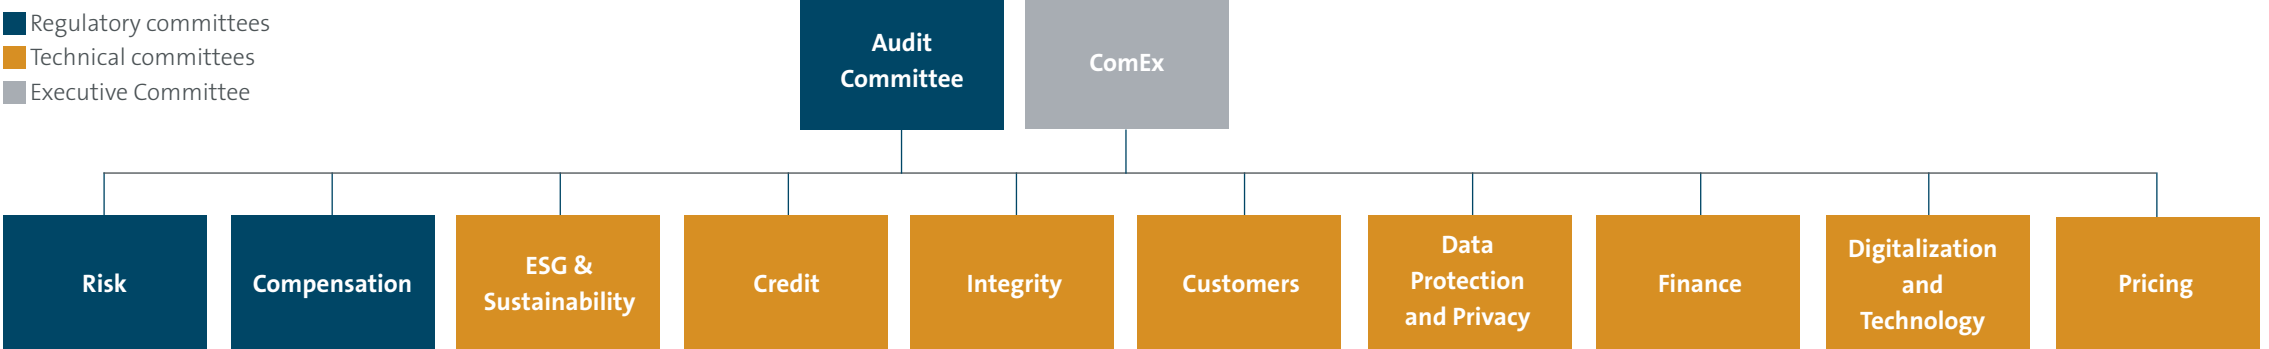 Regulatory committees
Technical committees
Executive Committee
Audit
Committee
ComEx
Risk
Compensation
ESG &
Sustainability
Credit
Integrity
Customers
Data
Protection
and Privacy
Finance
Digitalization
and
Technology
Pricing